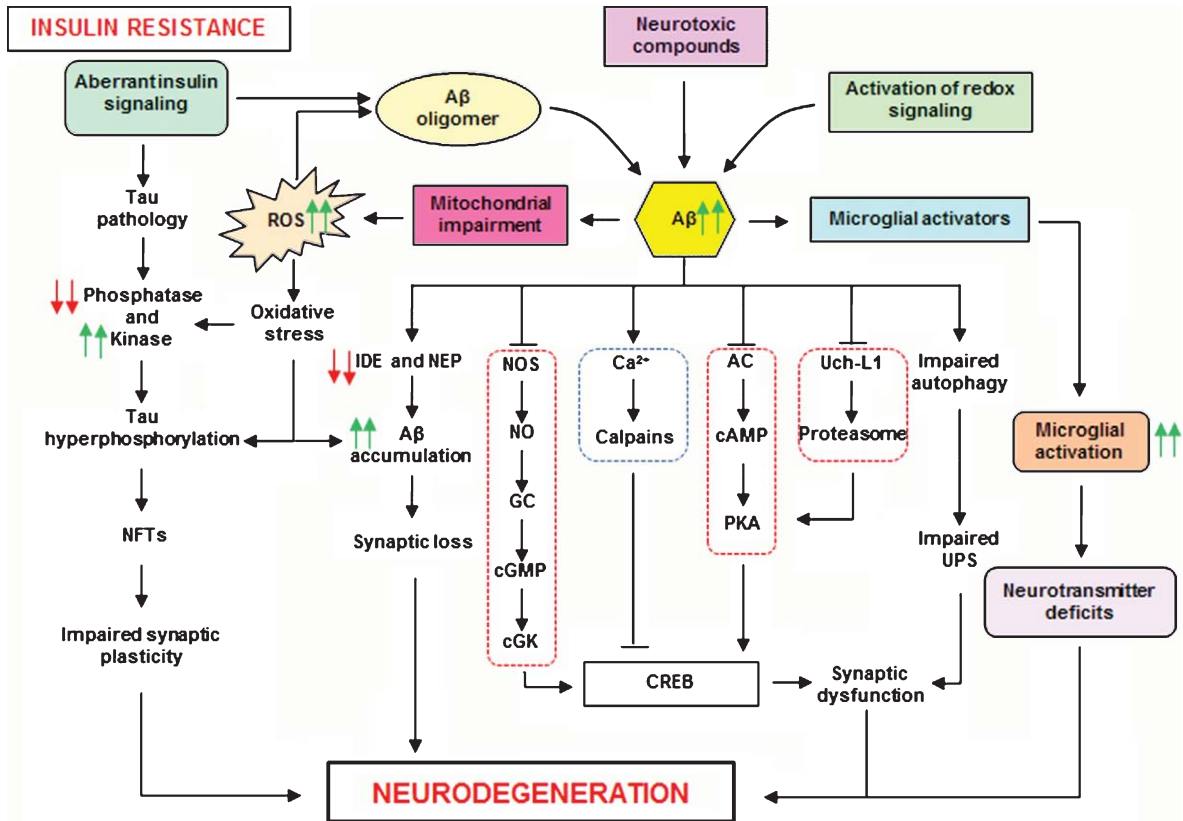 INSULIN RESISTANCE
Neurotoxic
compounds
Aberrant insulin
signaling
Aβ
oligomer
Activation of redox
signaling
Tau
pathology
ROS
Mitochondrial
impairment
Aβ
Microglial activators
Phosphatase
and
Kinase
Oxidative
stress
IDE and NEP
NOS
Ca²⁺
AC
Uch-L1
Impaired
autophagy
Tau
hyperphosphorylation
Aβ
accumulation
NO
Calpains
cAMP
Proteasome
Microglial
activation
NFTs
Synaptic loss
GC
PKA
Impaired
UPS
cGMP
Neurotransmitter
deficits
Impaired synaptic
plasticity
cGK
CREB
Synaptic
dysfunction
NEURODEGENERATION